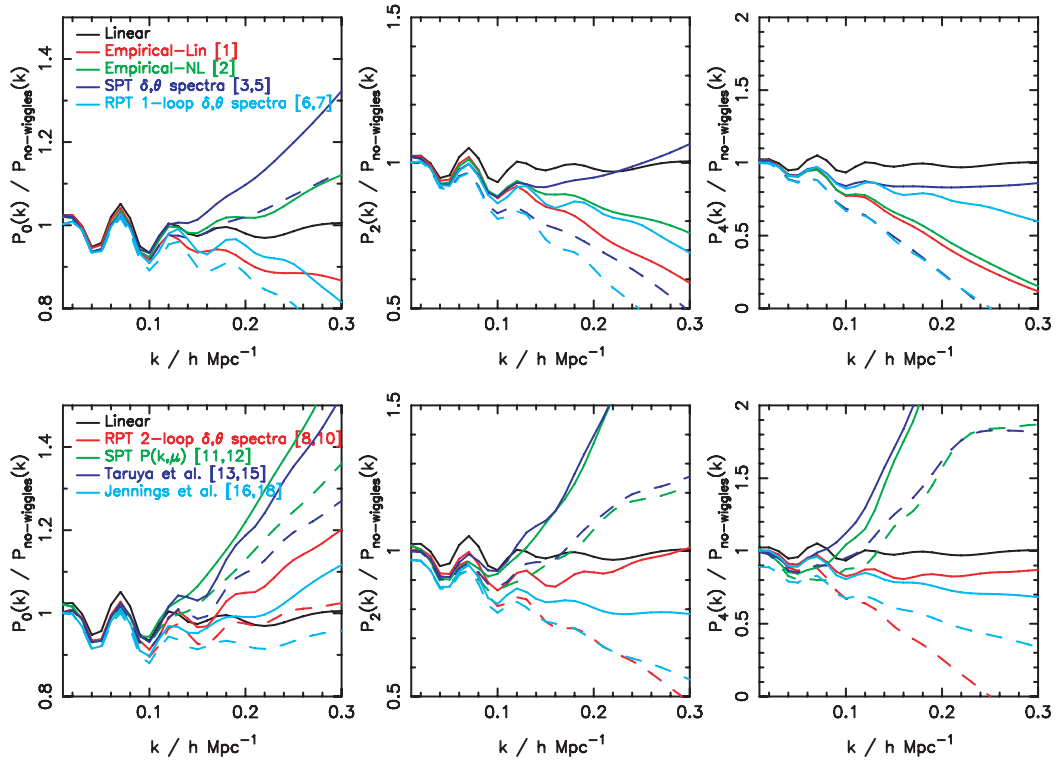 P₀(k) / P_no-wiggles(k)
1.4
1.2
1
0.8
Linear
Empirical-Lin [1]
Empirical-NL [2]
SPT δ,θ spectra [3,5]
RPT 1-loop δ,θ spectra [6,7]
0.1 0.2 0.3
k / h Mpc⁻¹
P₂(k) / P_no-wiggles(k)
1.5
1
0.5
0.1 0.2 0.3
k / h Mpc⁻¹
P₄(k) / P_no-wiggles(k)
2
1.5
1
0.5
0
0.1 0.2 0.3
k / h Mpc⁻¹
P₀(k) / P_no-wiggles(k)
1.4
1.2
1
0.8
Linear
RPT 2-loop δ,θ spectra [8,10]
SPT P(k,μ) [11,12]
Taruya et al. [13,15]
Jennings et al. [16,18]
0.1 0.2 0.3
k / h Mpc⁻¹
P₂(k) / P_no-wiggles(k)
1.5
1
0.5
0.1 0.2 0.3
k / h Mpc⁻¹
P₄(k) / P_no-wiggles(k)
2
1.5
1
0.5
0
0.1 0.2 0.3
k / h Mpc⁻¹